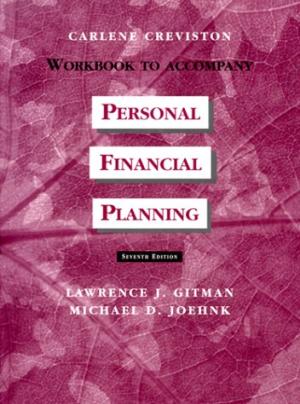 CARLENE CREVISTON
WORKBOOK TO ACCOMPANY
PERSONAL
FINANCIAL
PLANNING
SEVENTH EDITION
LAWRENCE J. GITMAN
MICHAEL D. JOEHNK